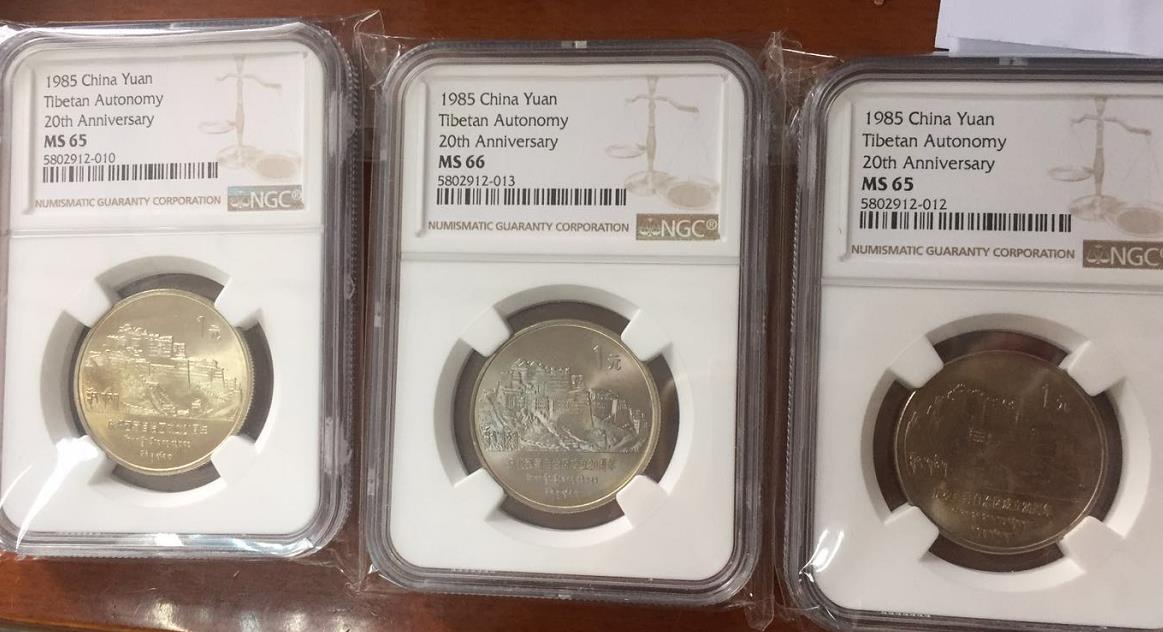 1985 China Yuan
Tibetan Autonomy
20th Anniversary
MS 65
5802912-010
NUMISMATIC GUARANTY CORPORATION
NGC®
1元
1985 China Yuan
Tibetan Autonomy
20th Anniversary
MS 66
5802912-013
NUMISMATIC GUARANTY CORPORATION
NGC®
1元
1985 China Yuan
Tibetan Autonomy
20th Anniversary
MS 65
5802912-012
NUMISMATIC GUARANTY CORPORATION
NGC
1元